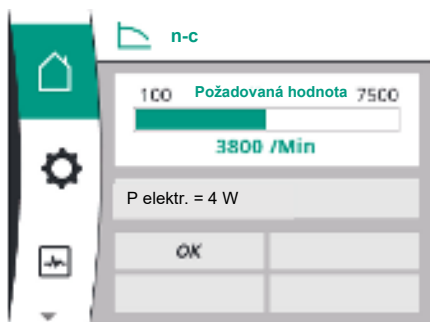 n-c
100 Požadovaná hodnota 7500
3800 /Min
P elektr. = 4 W
OK